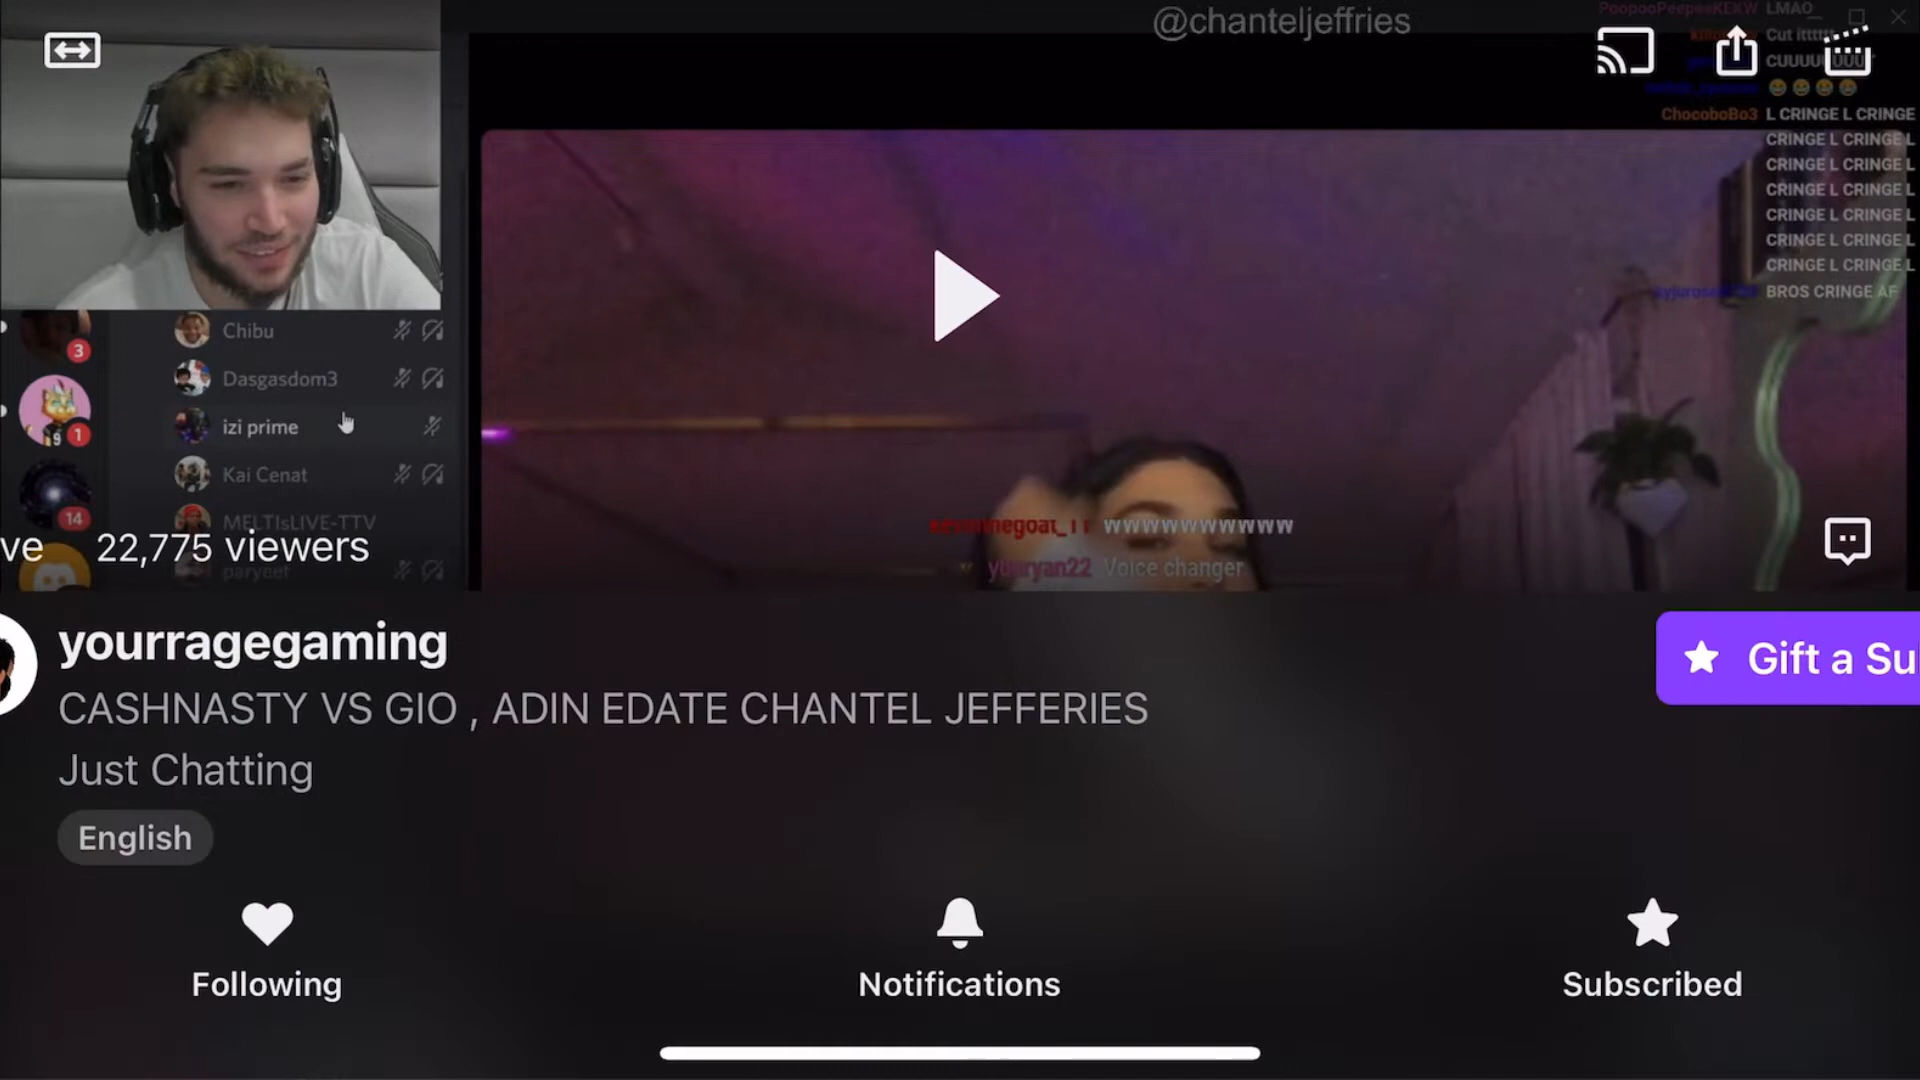 @chanteljeffries
LMAO
Cut itttttt
ChocoboBo3 L CRINGE L CRINGE
CRINGE L CRINGE L
CRINGE L CRINGE L
CRINGE L CRINGE L
CRINGE L CRINGE L
CRINGE L CRINGE L
CRINGE L CRINGE L
BROS CRINGE AF
3
Chibu
Dasgasdom3
1
izi prime
Kai Cenat
14
MELTIsLIVE-TTV
paryeet
ve 22,775 viewers
wwwwwwwwww
youryan22 Voice changer
yourragegaming
Gift a Su
CASHNASTY VS GIO , ADIN EDATE CHANTEL JEFFERIES
Just Chatting
English
Following
Notifications
Subscribed